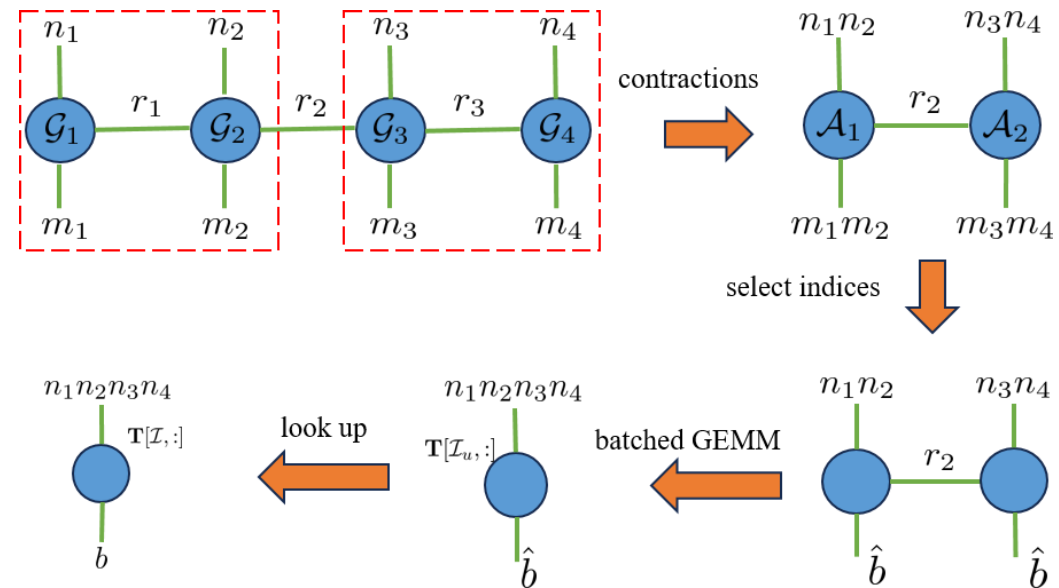 n₁ n₂ n₃ n₄ n₁n₂ n₃n₄
contractions
r₁ r₂ r₃ r₂
𝒢₁ 𝒢₂ 𝒢₃ 𝒢₄ 𝒜₁ 𝒜₂
m₁ m₂ m₃ m₄ m₁m₂ m₃m₄
select indices
n₁n₂n₃n₄ n₁n₂n₃n₄ n₁n₂ n₃n₄
T[ℐ,:] look up T[ℐᵤ,:] batched GEMM
r₂
b b̂ b̂ b̂